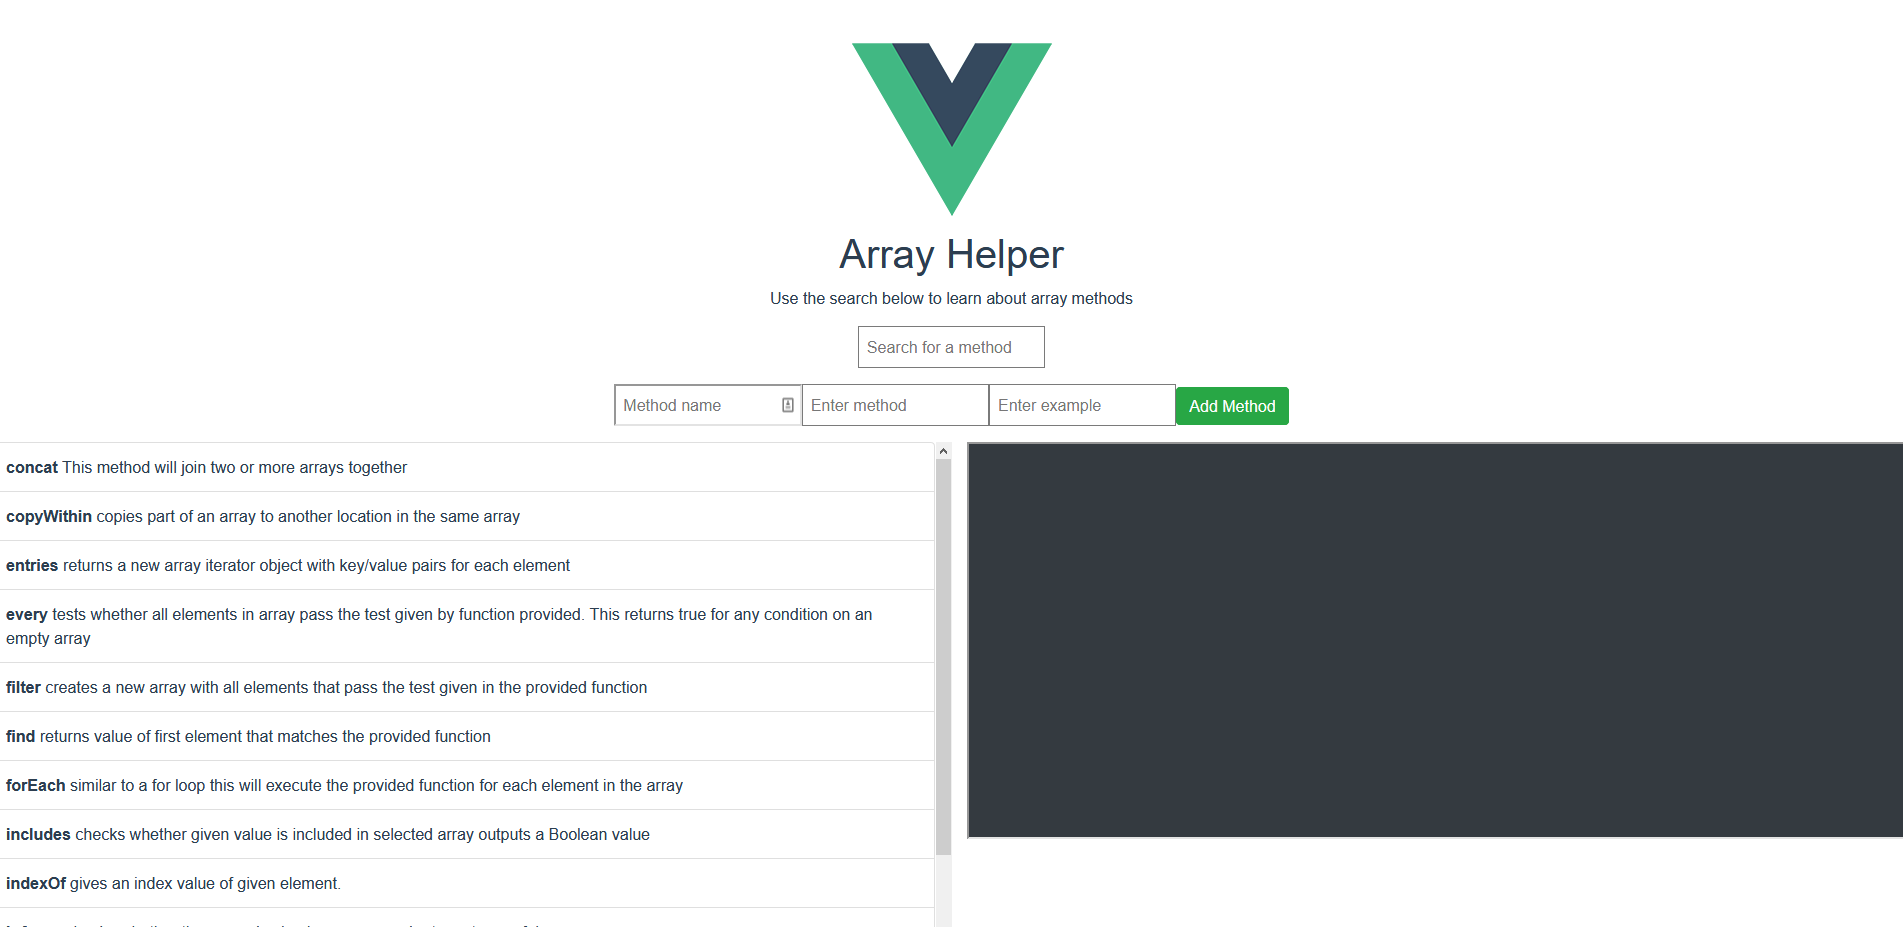 Array Helper
Use the search below to learn about array methods
Search for a method
Method name
Enter method
Enter example
Add Method
concat This method will join two or more arrays together
copyWithin copies part of an array to another location in the same array
entries returns a new array iterator object with key/value pairs for each element
every tests whether all elements in array pass the test given by function provided. This returns true for any condition on an
empty array
filter creates a new array with all elements that pass the test given in the provided function
find returns value of first element that matches the provided function
forEach similar to a for loop this will execute the provided function for each element in the array
includes checks whether given value is included in selected array outputs a Boolean value
indexOf gives an index value of given element.